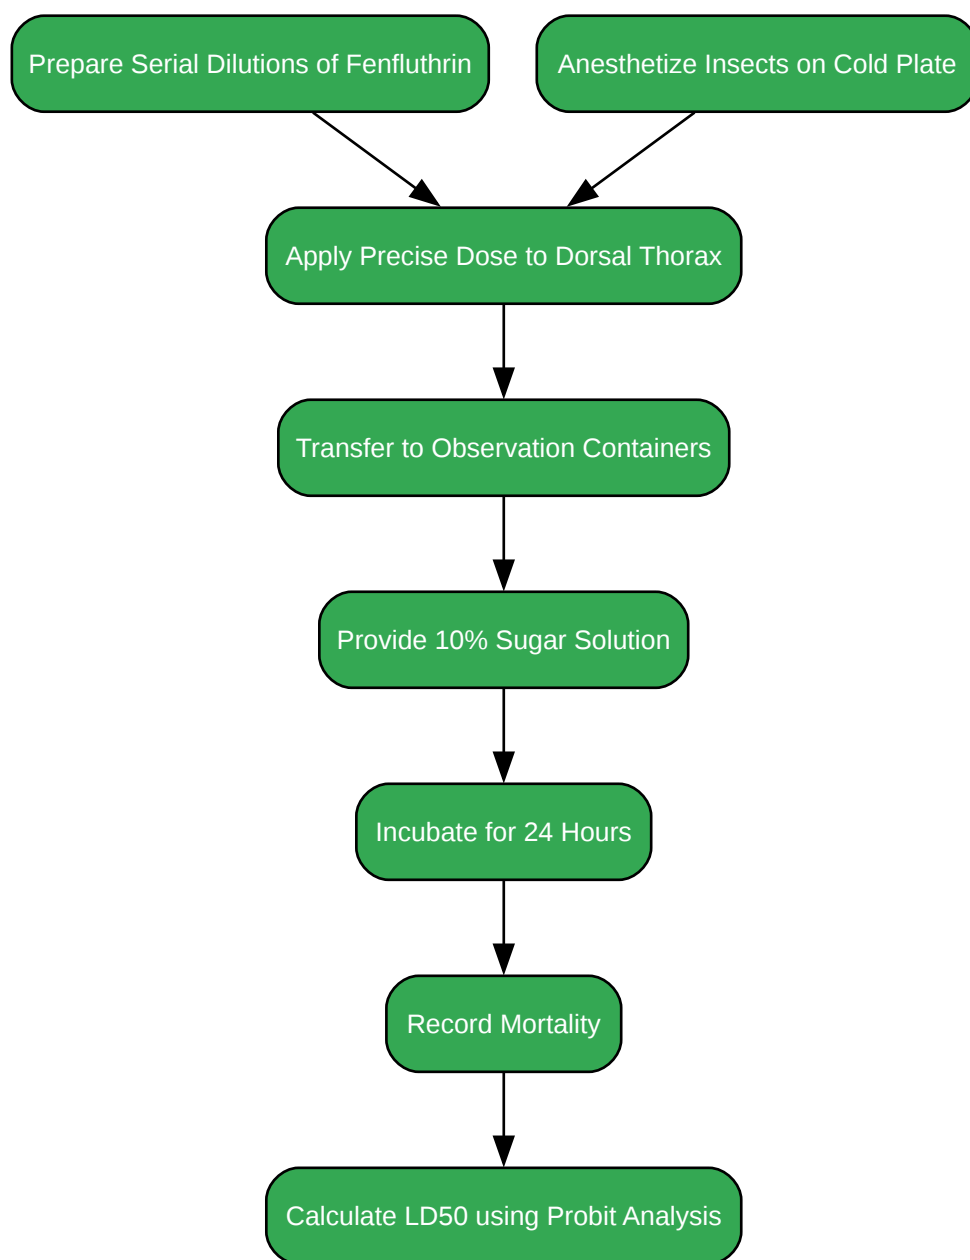 Prepare Serial Dilutions of Fenfluthrin
Anesthetize Insects on Cold Plate
Apply Precise Dose to Dorsal Thorax
Transfer to Observation Containers
Provide 10% Sugar Solution
Incubate for 24 Hours
Record Mortality
Calculate LD50 using Probit Analysis